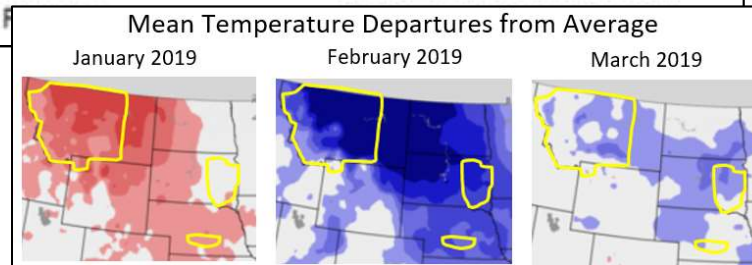 Mean Temperature Departures from Average
January 2019
February 2019
March 2019